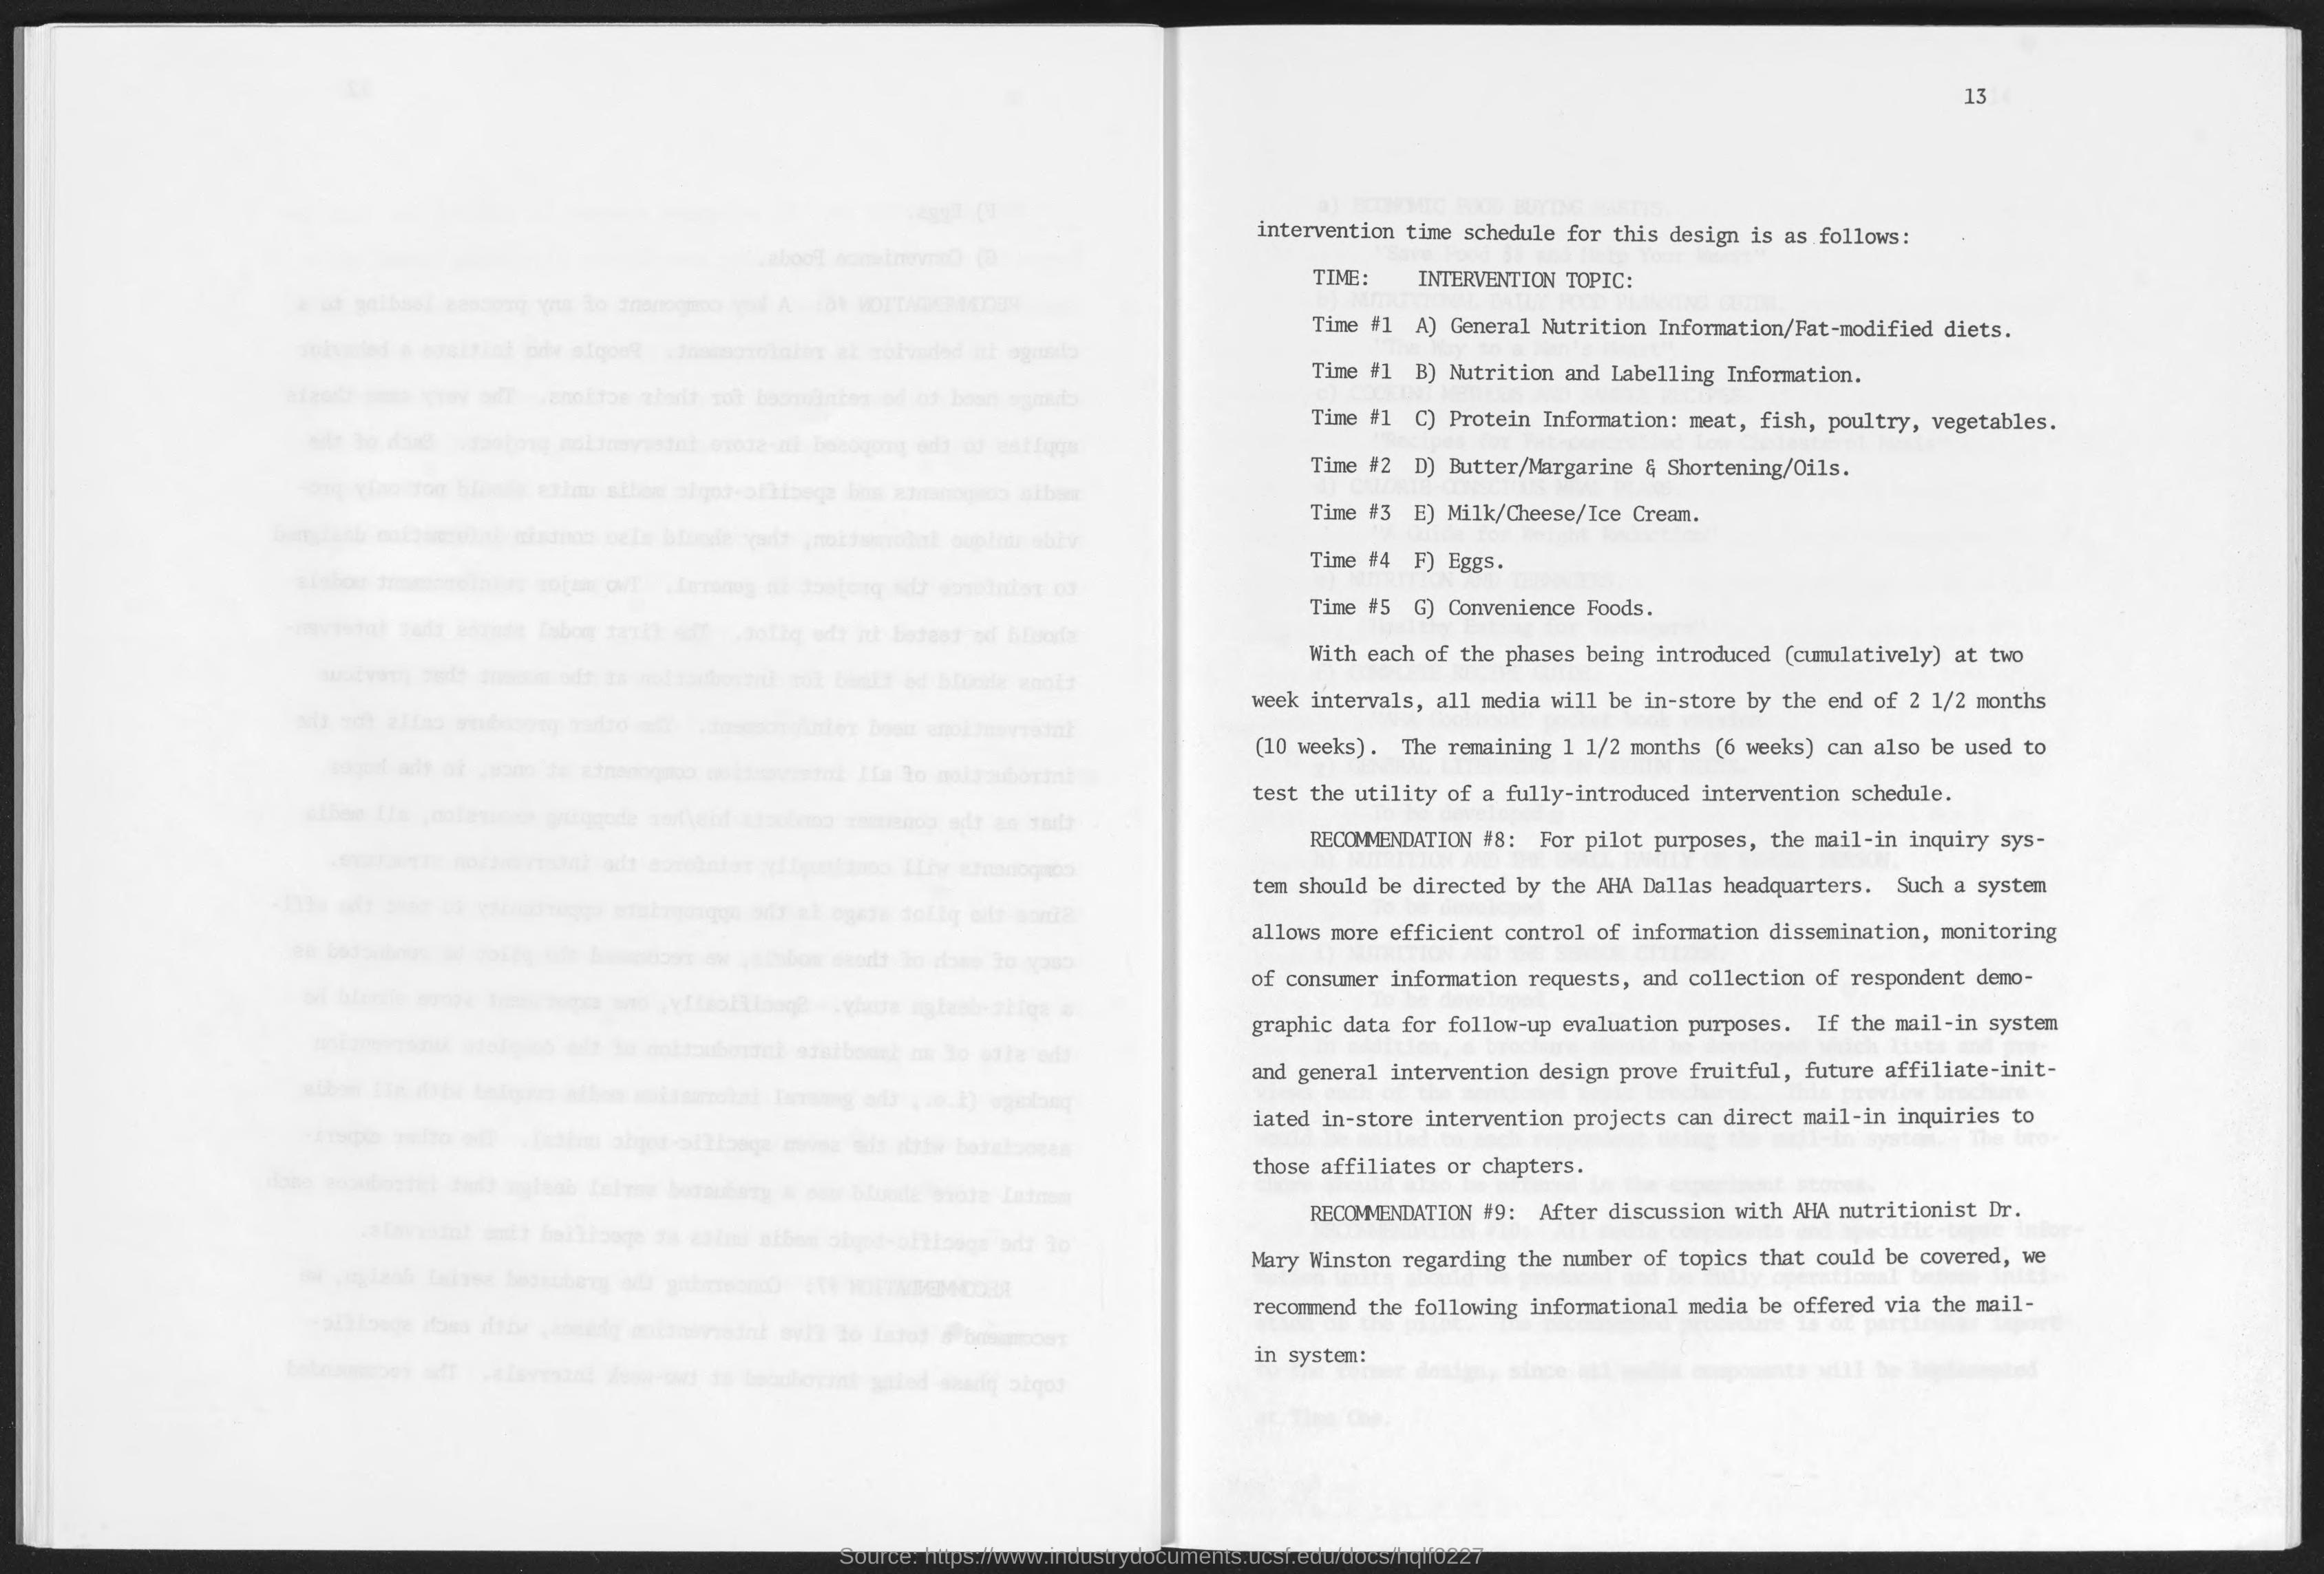 13
intervention time schedule for this design is as follows:
TIME: INTERVENTION TOPIC:
Time #1 A) General Nutrition Information/Fat-modified diets.
Time #1 B) Nutrition and Labelling Information.
Time #1 C) Protein Information: meat, fish, poultry, vegetables.
Time #2 D) Butter/Margarine & Shortening/Oils.
Time #3 E) Milk/Cheese/Ice Cream.
Time #4 F) Eggs.
Time #5 G) Convenience Foods.
With each of the phases being introduced (cumulatively) at two
week intervals, all media will be in-store by the end of 2 1/2 months
(10 weeks). The remaining 1 1/2 months (6 weeks) can also be used to
test the utility of a fully-introduced intervention schedule.
RECOMMENDATION #8: For pilot purposes, the mail-in inquiry sys-
tem should be directed by the AHA Dallas headquarters. Such a system
allows more efficient control of information dissemination, monitoring
of consumer information requests, and collection of respondent demo-
graphic data for follow-up evaluation purposes. If the mail-in system
and general intervention design prove fruitful, future affiliate-init-
iated in-store intervention projects can direct mail-in inquiries to
those affiliates or chapters.
RECOMMENDATION #9: After discussion with AHA nutritionist Dr.
Mary Winston regarding the number of topics that could be covered, we
recommend the following informational media be offered via the mail-
in system:
Source: https://www.industrydocuments.ucsf.edu/docs/hqlf0227